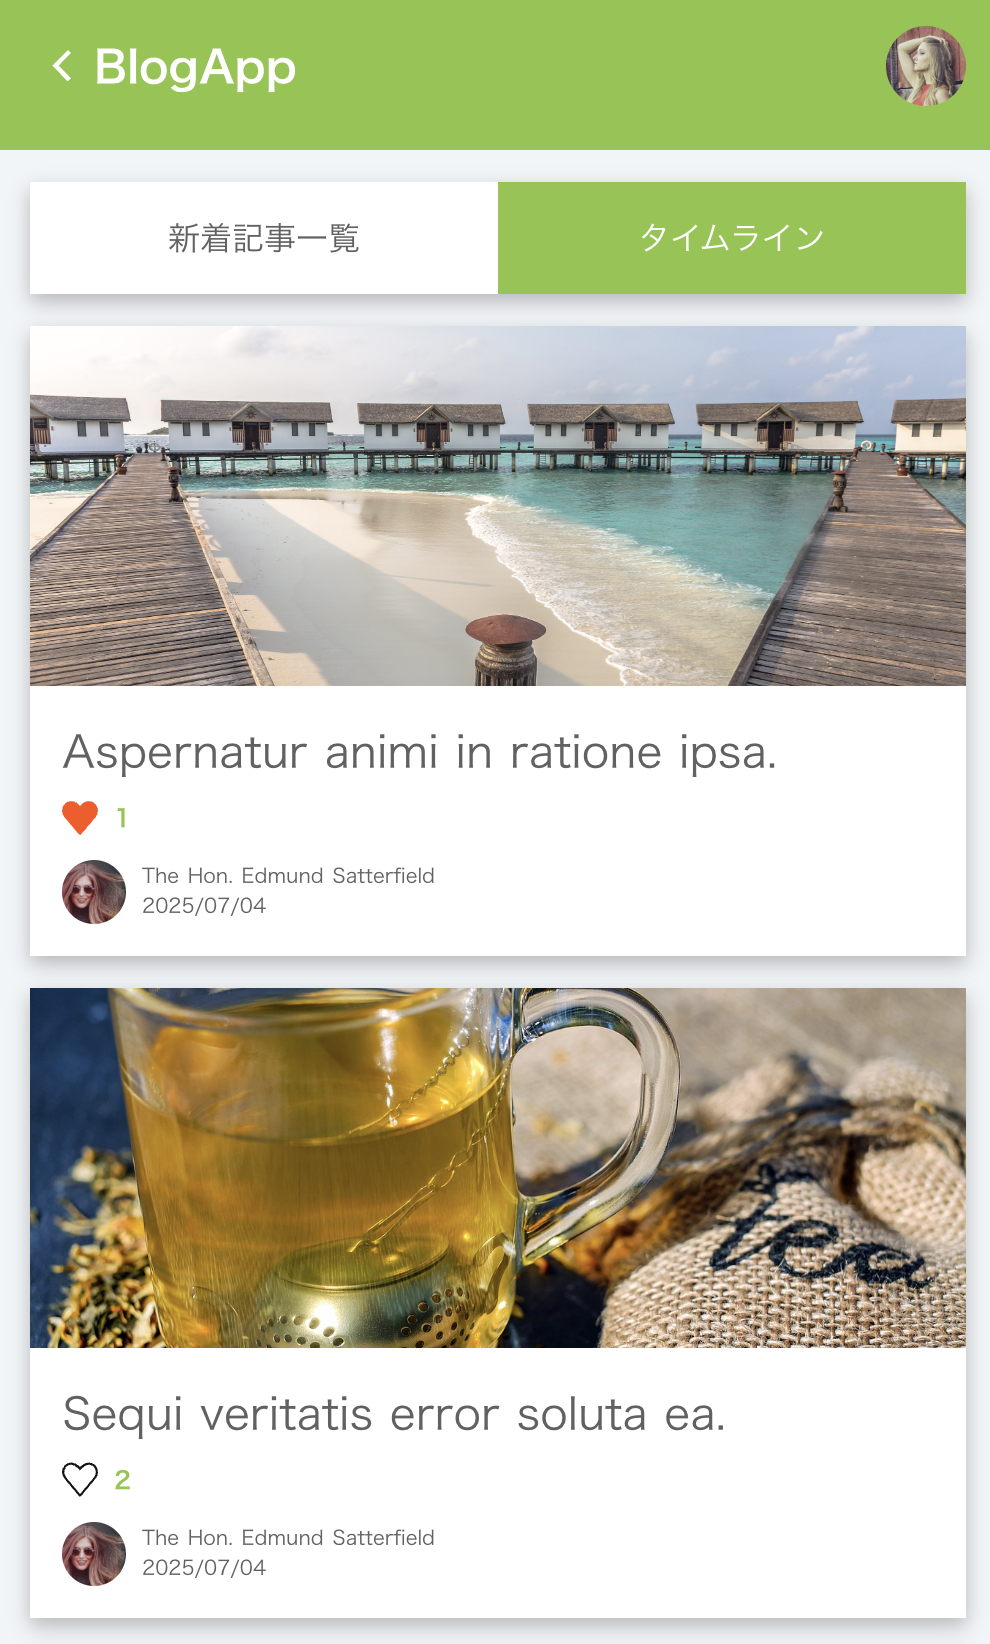 BlogApp
新着記事一覧
タイムライン
Aspernatur animi in ratione ipsa.
1
The Hon. Edmund Satterfield
2025/07/04
tea
Sequi veritatis error soluta ea.
2
The Hon. Edmund Satterfield
2025/07/04